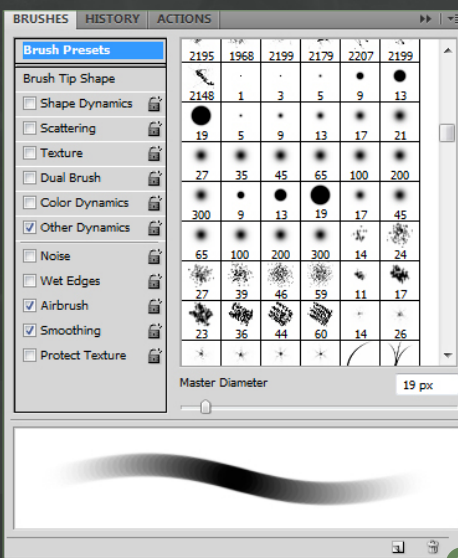 BRUSHES HISTORY ACTIONS
Brush Presets
Brush Tip Shape
Shape Dynamics
Scattering
Texture
Dual Brush
Color Dynamics
Other Dynamics
Noise
Wet Edges
Airbrush
Smoothing
Protect Texture
2195 1968 2199 2179 2207 2199
2148 1 3 5 9 13
19 5 9 13 17 21
27 35 45 65 100 200
300 9 13 19 17 45
65 100 200 300 14 24
27 39 46 59 11 17
23 36 44 60 14 26
Master Diameter 19 px